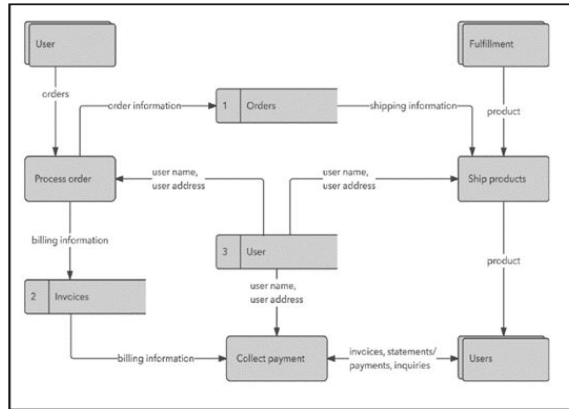 User
Fulfillment
orders
order information
1 Orders
shipping information
product
Process order
user name,
user address
user name,
user address
Ship products
billing information
3 User
product
2 Invoices
user name,
user address
billing information
Collect payment
invoices, statements/
payments, inquiries
Users